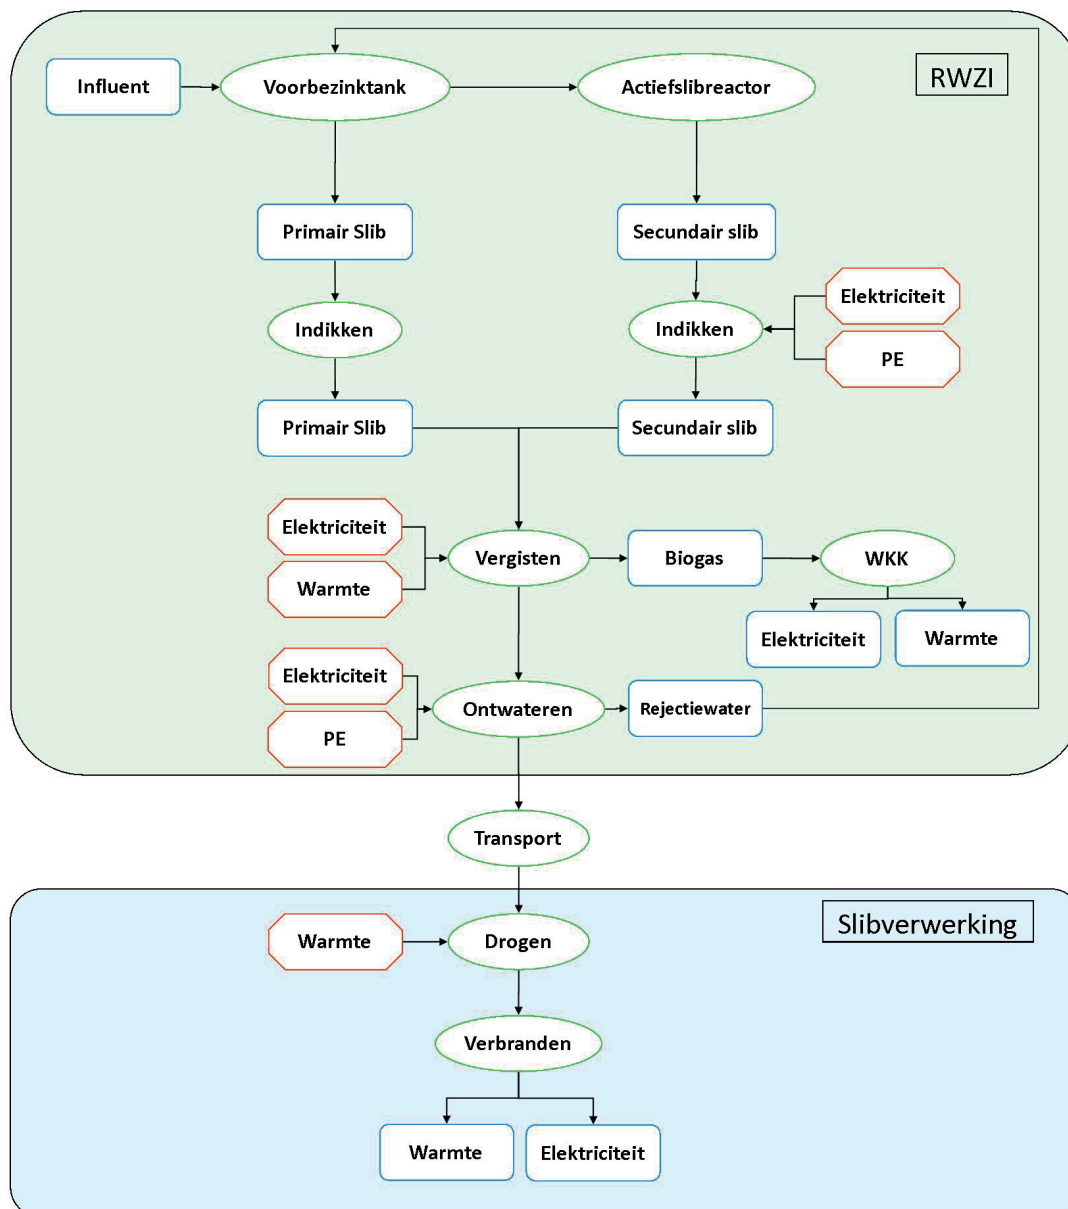 RWZI
Influent
Voorbezinktank
Actiefslibreactor
Primair Slib
Secundair slib
Elektriciteit
Indikken
Indikken
PE
Primair Slib
Secundair slib
Elektriciteit
Vergisten
Biogas
WKK
Warmte
Elektriciteit
Warmte
Elektriciteit
Ontwateren
Rejectiewater
PE
Transport
Slibverwerking
Warmte
Drogen
Verbranden
Warmte
Elektriciteit